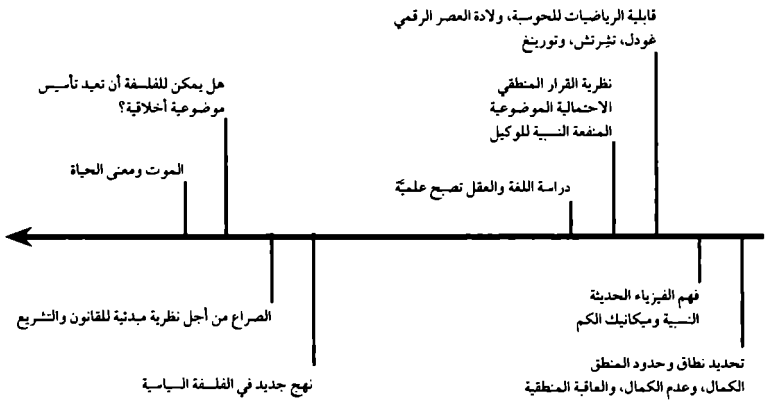 قابلية الرياضيات للحوسبة، ولادة العصر الرقمي
غودل، تشِرتش، وتورينغ
نظرية القرار المنطقي
الاحتمالية الموضوعية
المنفعة النسبية للوكيل
هل يمكن للفلسفة أن تعيد تأسيس
موضوعية أخلاقية؟
دراسة اللغة والعقل تصبح علميَّة
الموت ومعنى الحياة
فهم الفيزياء الحديثة
النسبية وميكانيك الكم
الصراع من أجل نظرية مبدئية للقانون والتشريع
تحديد نطاق وحدود المنطق
الكمال، وعدم الكمال، والعاقبة المنطقية
نهج جديد في الفلسفة السياسية